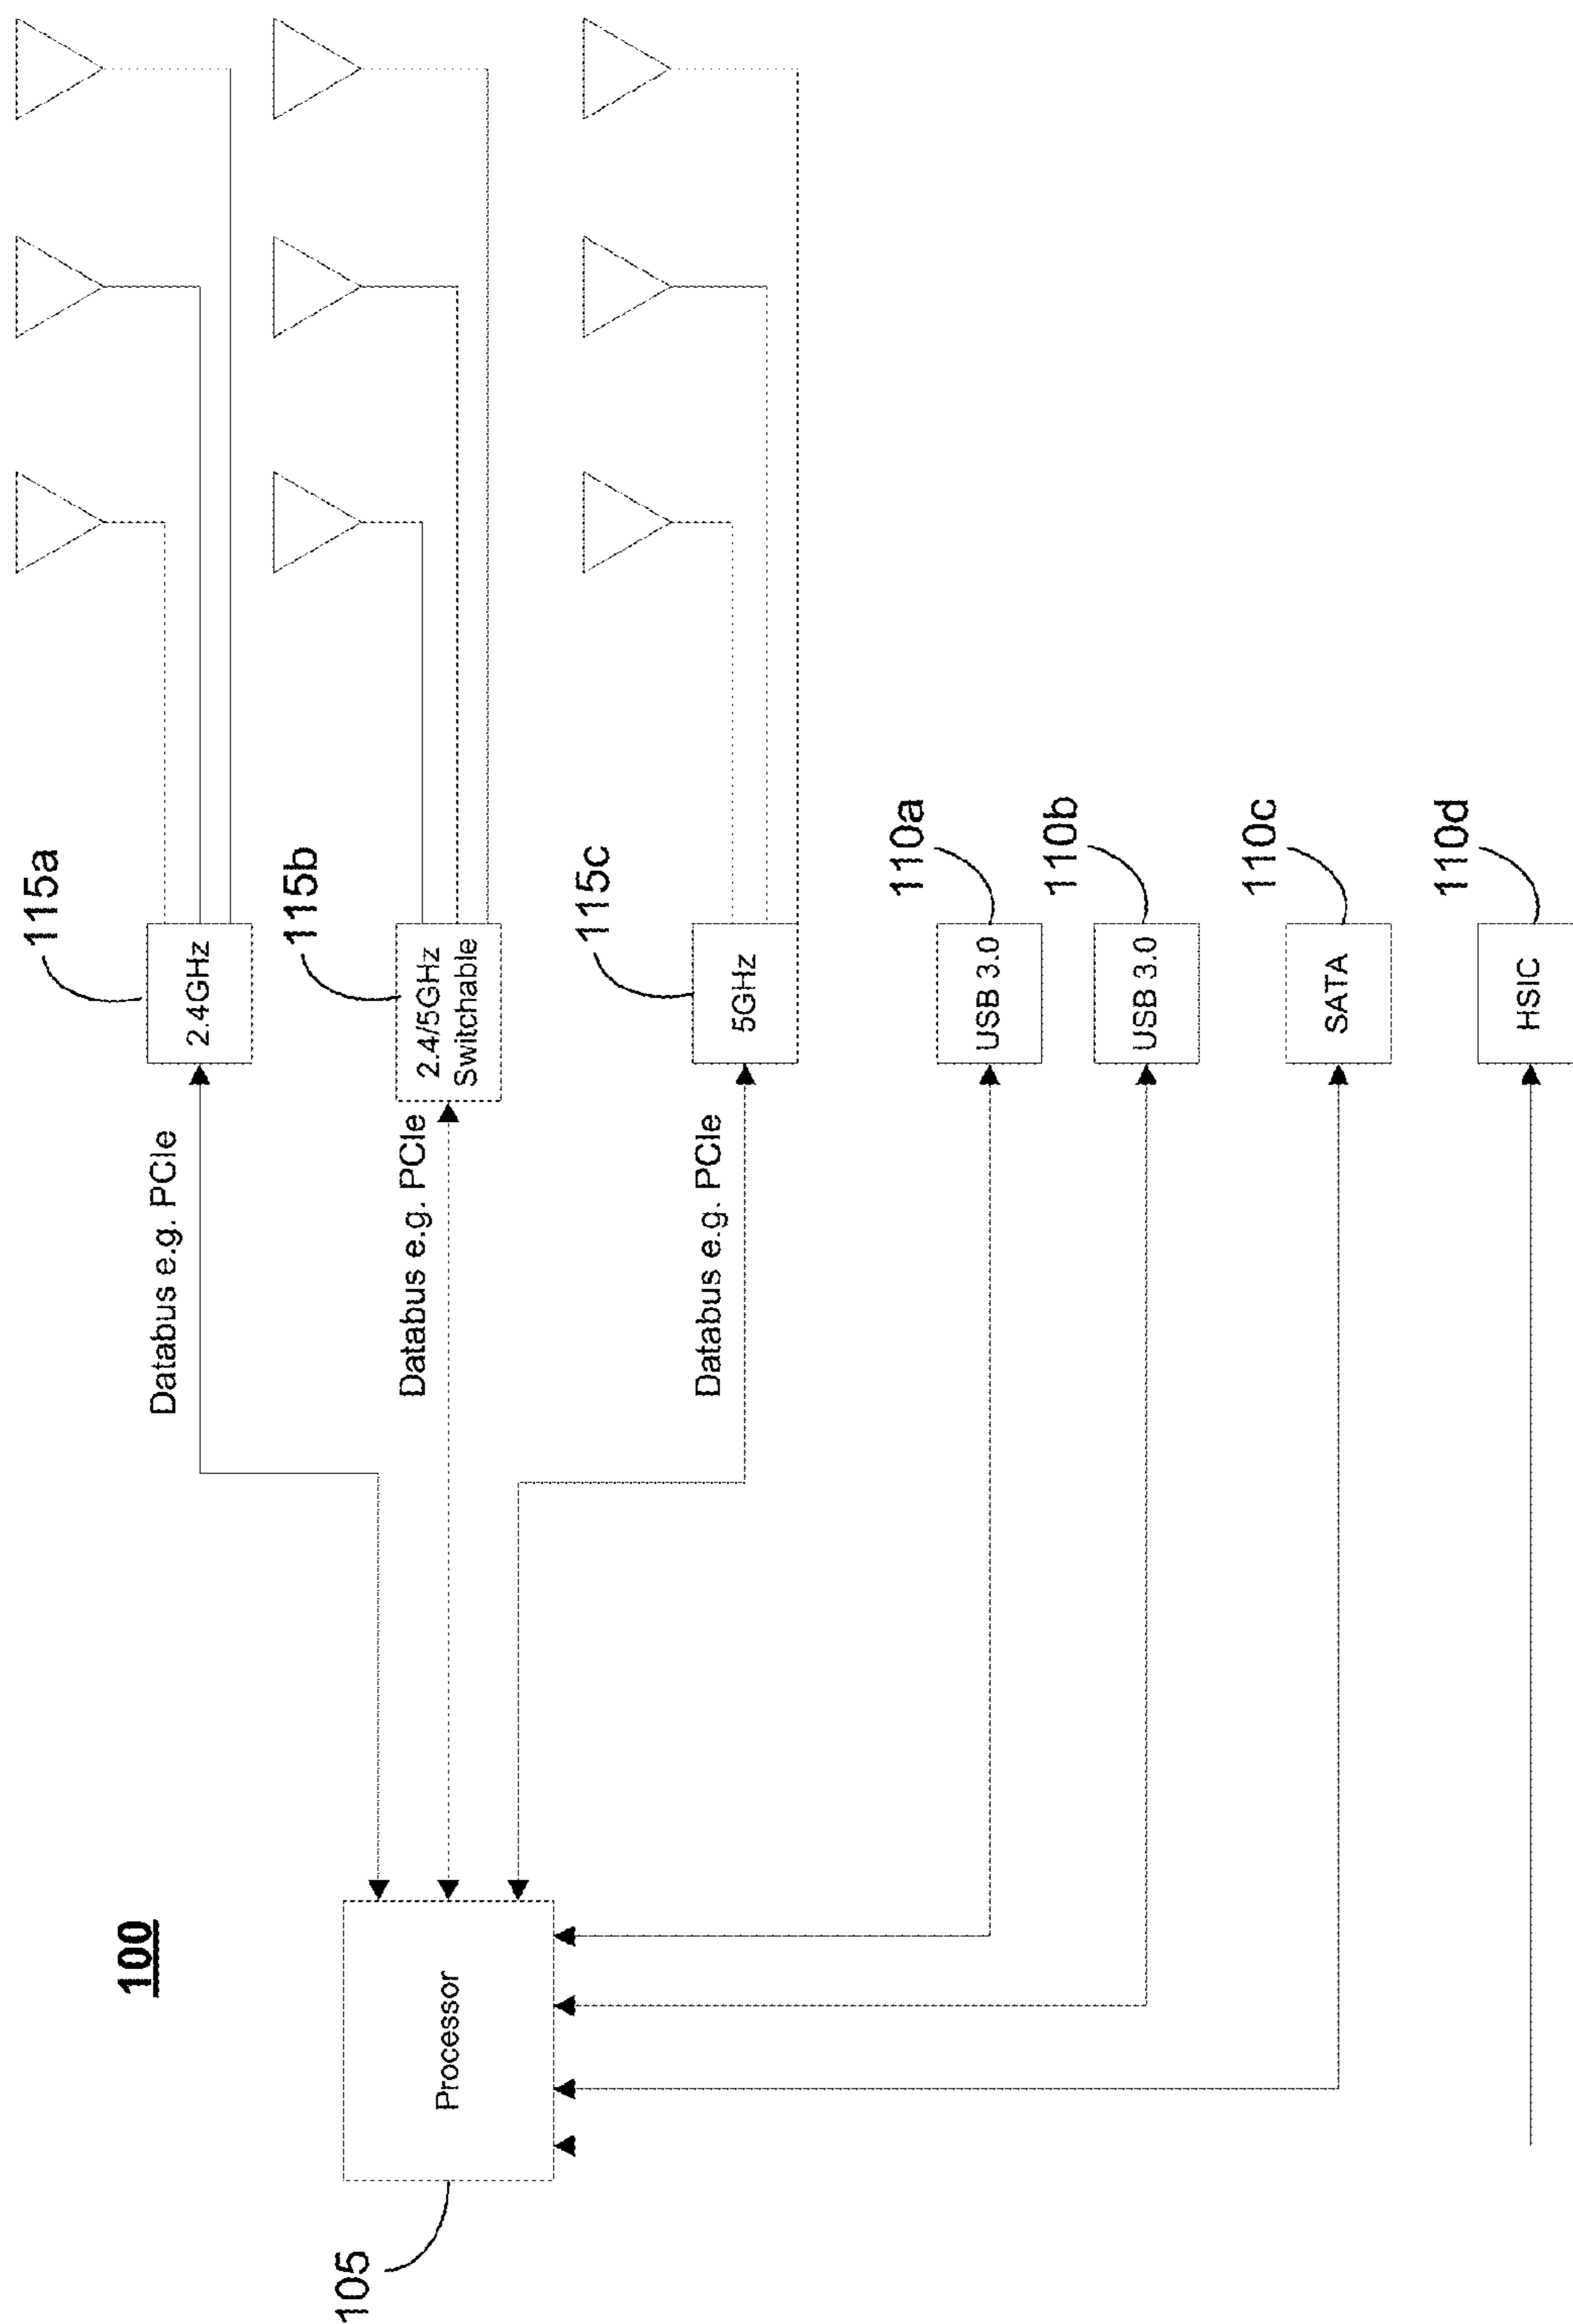 100
105
Processor
Databus e.g. PCIe
Databus e.g. PCIe
Databus e.g. PCIe
115a
2.4GHz
115b
2.4/5GHz
Switchable
115c
5GHz
110a
USB 3.0
110b
USB 3.0
110c
SATA
110d
HSIC